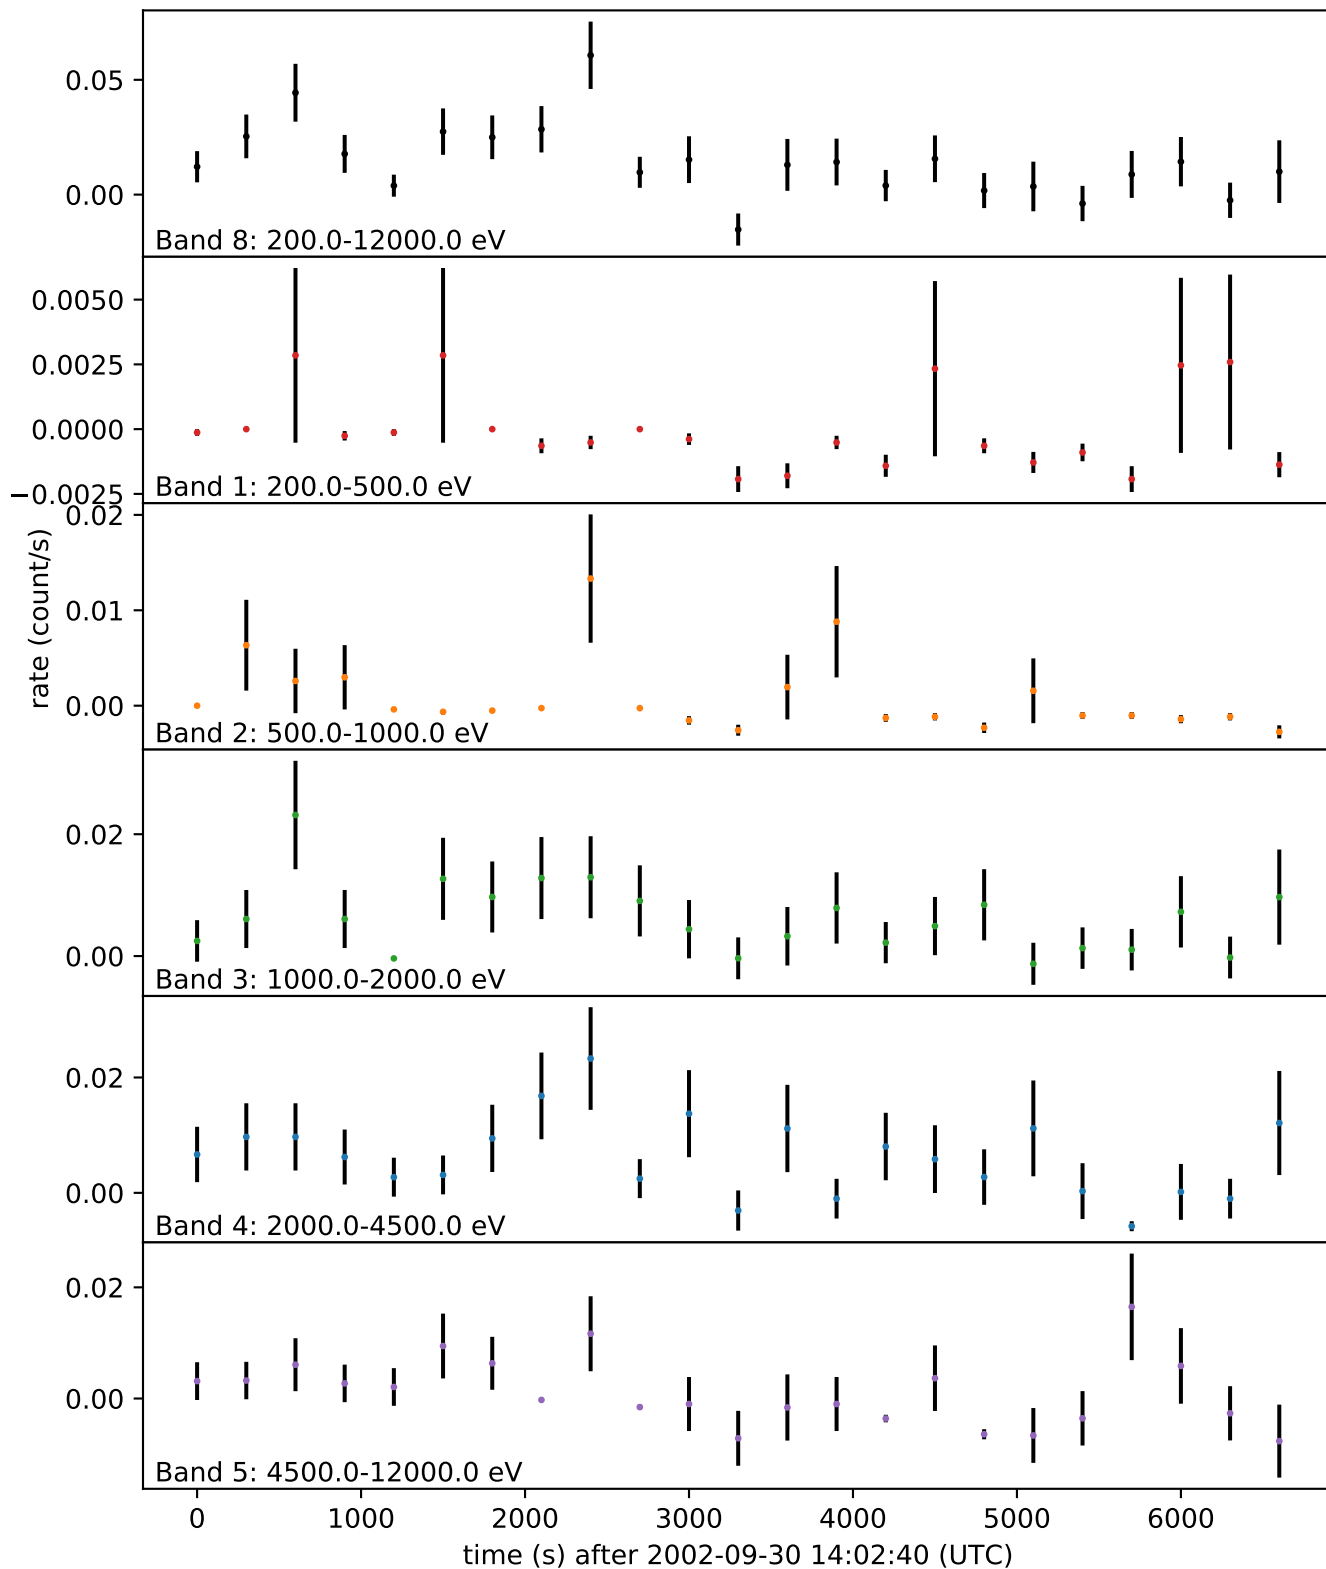 0.05
0.00
Band 8: 200.0-12000.0 eV
0.0050
0.0025
0.0000
−0.0025
Band 1: 200.0-500.0 eV
0.02
0.01
0.00
Band 2: 500.0-1000.0 eV
rate (count/s)
0.02
0.00
Band 3: 1000.0-2000.0 eV
0.02
0.00
Band 4: 2000.0-4500.0 eV
0.02
0.00
Band 5: 4500.0-12000.0 eV
0 1000 2000 3000 4000 5000 6000
time (s) after 2002-09-30 14:02:40 (UTC)